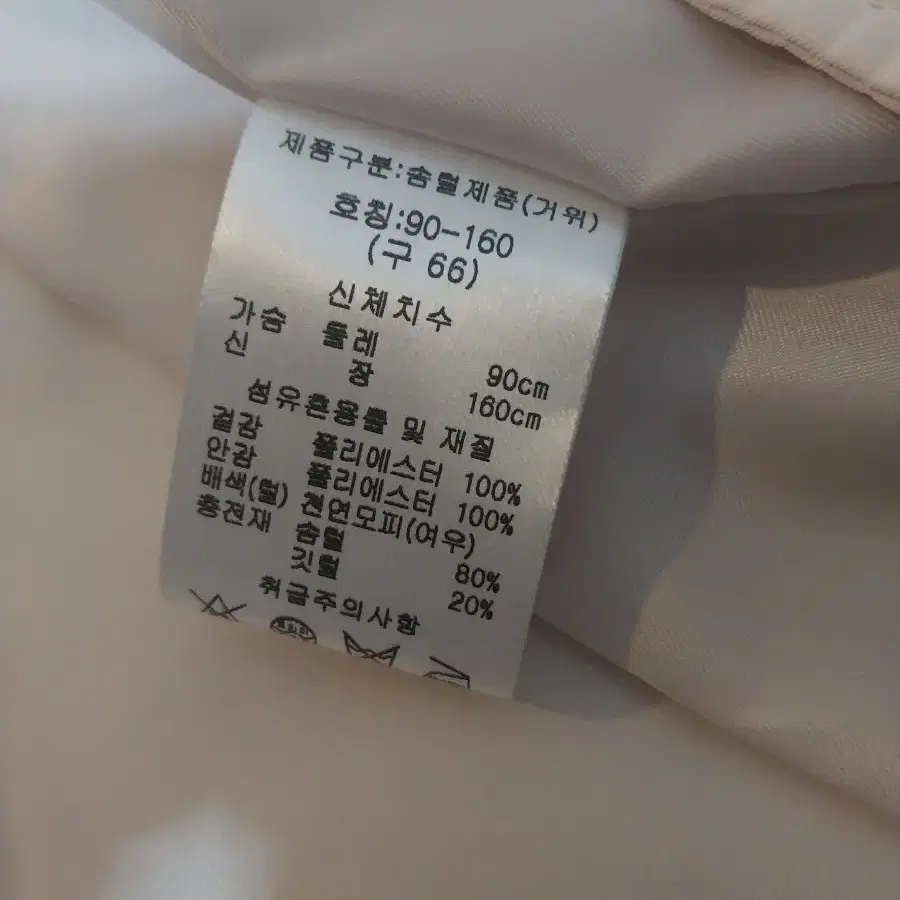 제품구분:솜털제품(거위)
호칭:90-160
(구 66)
신체치수
가슴 둘레 90cm
신 장 160cm
섬유혼용률 및 재질
겉감 폴리에스터 100%
안감 폴리에스터 100%
배색(털) 천연모피(여우)
충전재 솜털 80%
깃털 20%
취급주의사항